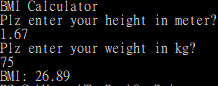 BMI Calculator
Plz enter your height in meter?
1.67
Plz enter your weight in kg?
75
BMI: 26.89